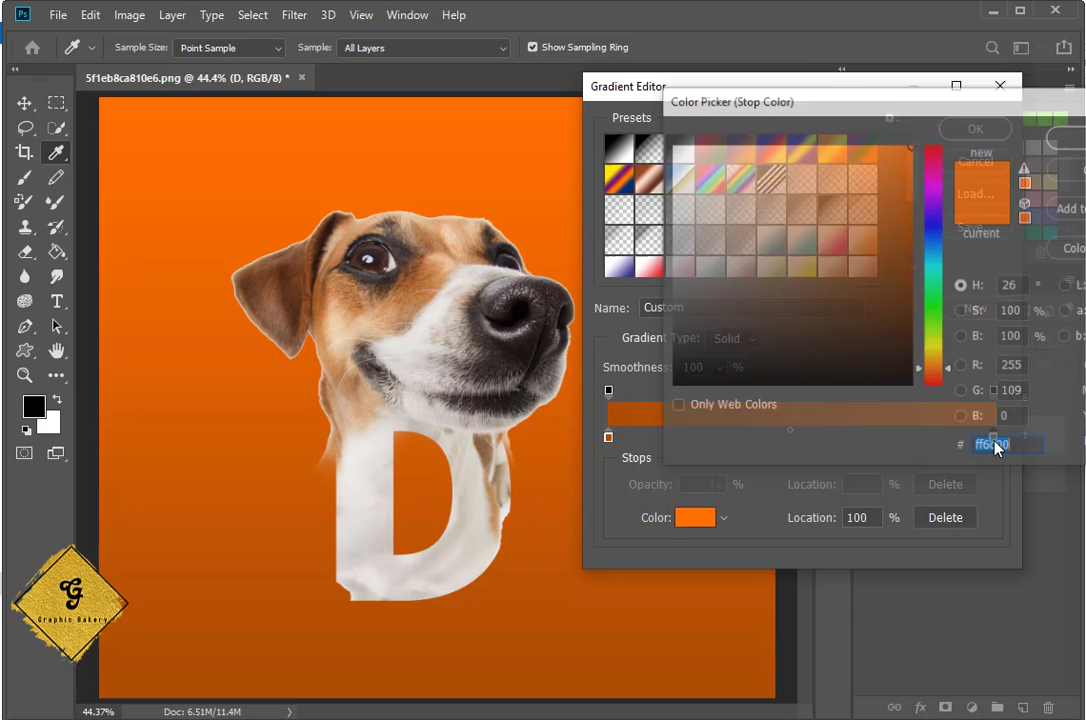 Ps File Edit Image Layer Type Select Filter 3D View Window Help
Sample Size: Point Sample Sample: All Layers Show Sampling Ring
5f1eb8ca810e6.png @ 44.4% (D, RGB/8) *
Gradient Editor
Color Picker (Stop Color)
Presets
OK
new
Cancel
Load...
Add to
Save...
current
Colo
H: 26 ° L:
Name: Custom
New
S: 100 % a:
Gradient Type: Solid
B: 100 % b:
Smoothness: 100 %
R: 255
G: 109
Only Web Colors
B: 0
# ff6d00
Stops
Opacity: % Location: Delete
Color: Location: 100 % Delete
D
G
Graphic Bakery
44.37% Doc: 6.51M/11.4M
fx